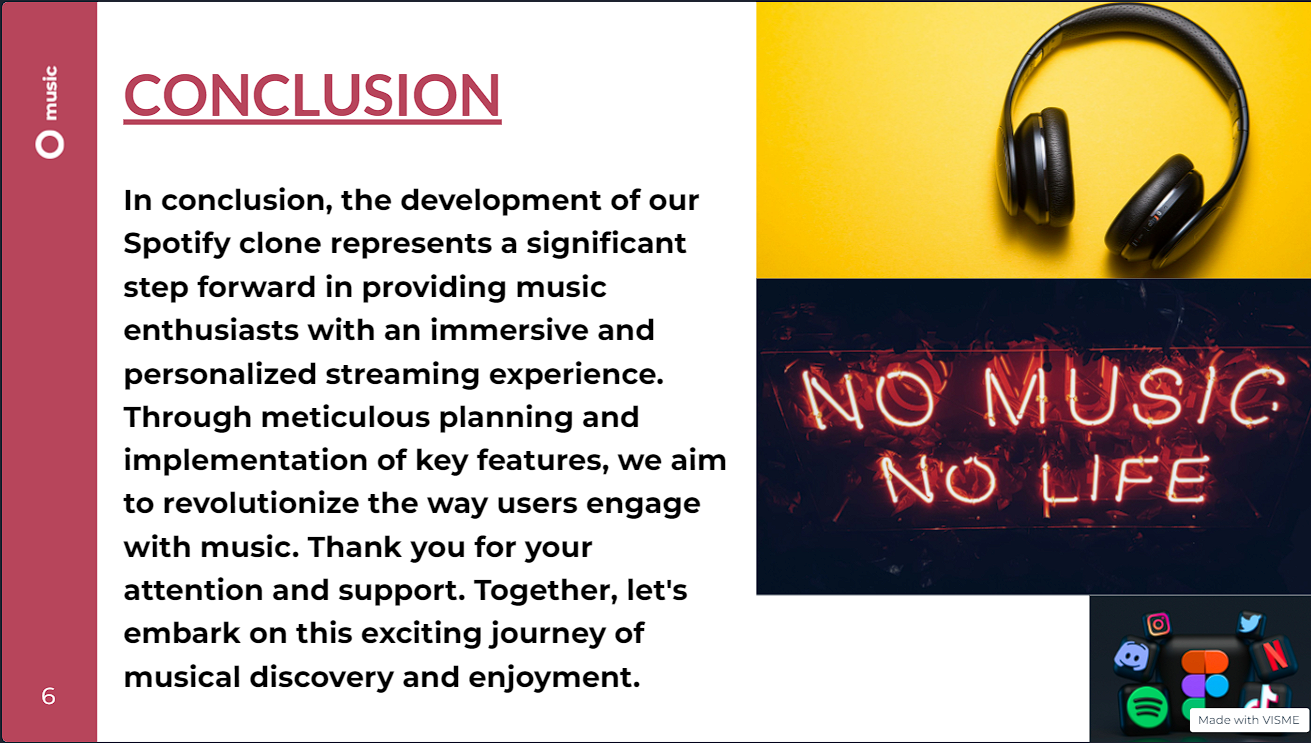 music
CONCLUSION
In conclusion, the development of our
Spotify clone represents a significant
step forward in providing music
enthusiasts with an immersive and
personalized streaming experience.
Through meticulous planning and
implementation of key features, we aim
to revolutionize the way users engage
with music. Thank you for your
attention and support. Together, let's
embark on this exciting journey of
musical discovery and enjoyment.
6
NO MUSIC
NO LIFE
Made with VISME